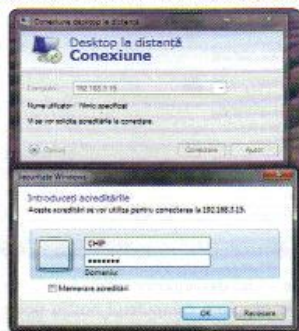 Conexiune desktop la distanță
Desktop la distanță
Conexiune
Computer: 192.168.3.15
Nume utilizator: Nimic specificat
Vi se vor solicita acreditările la conectare.
Opțiuni
Conectare Ajutor
Securitate Windows
Introduceți acreditările
Aceste acreditări se vor utiliza pentru conectarea la 192.168.3.15.
CHIP
•••••••
Domeniu:
Memorare acreditări
OK Revocare